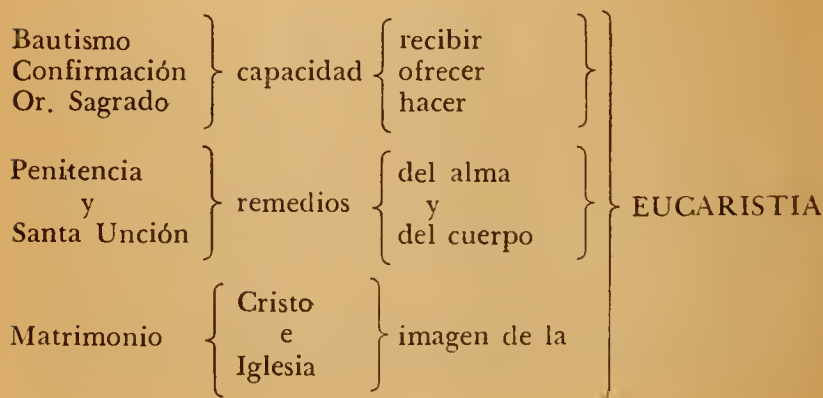 Bautismo recibir
Confirmación capacidad ofrecer
Or. Sagrado hacer
Penitencia del alma
y remedios y EUCARISTIA
Santa Unción del cuerpo
Cristo
Matrimonio e imagen de la
Iglesia